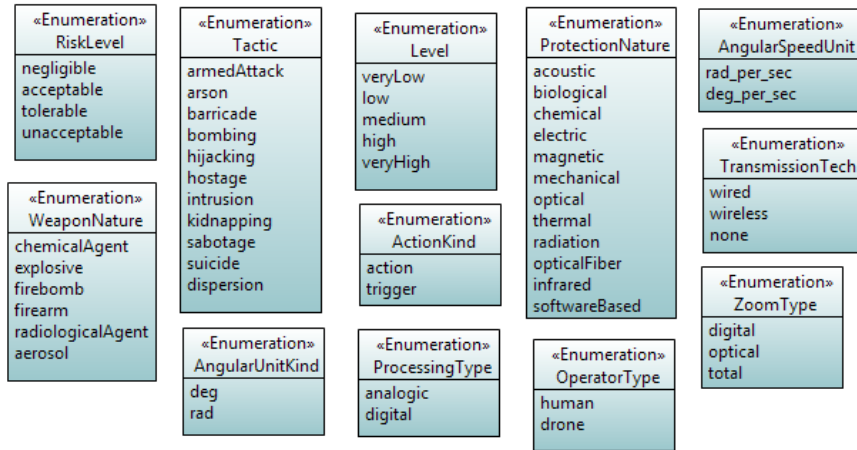 «Enumeration»
RiskLevel
negligible
acceptable
tolerable
unacceptable
«Enumeration»
Tactic
armedAttack
arson
barricade
bombing
hijacking
hostage
intrusion
kidnapping
sabotage
suicide
dispersion
«Enumeration»
Level
veryLow
low
medium
high
veryHigh
«Enumeration»
ProtectionNature
acoustic
biological
chemical
electric
magnetic
mechanical
optical
thermal
radiation
opticalFiber
infrared
softwareBased
«Enumeration»
AngularSpeedUnit
rad_per_sec
deg_per_sec
«Enumeration»
WeaponNature
chemicalAgent
explosive
firebomb
firearm
radiologicalAgent
aerosol
«Enumeration»
ActionKind
action
trigger
«Enumeration»
TransmissionTech
wired
wireless
none
«Enumeration»
AngularUnitKind
deg
rad
«Enumeration»
ProcessingType
analogic
digital
«Enumeration»
OperatorType
human
drone
«Enumeration»
ZoomType
digital
optical
total